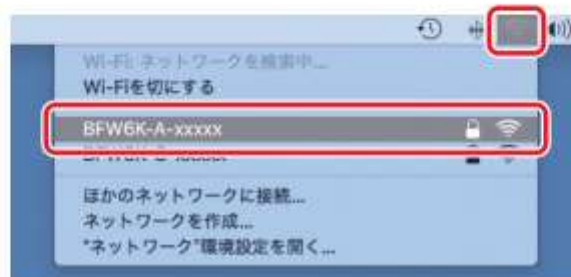 Wi-Fi: ネットワークを検索中...
Wi-Fiを切にする
BFW6K-A-xxxxx
ほかのネットワークに接続...
ネットワークを作成...
"ネットワーク"環境設定を開く...